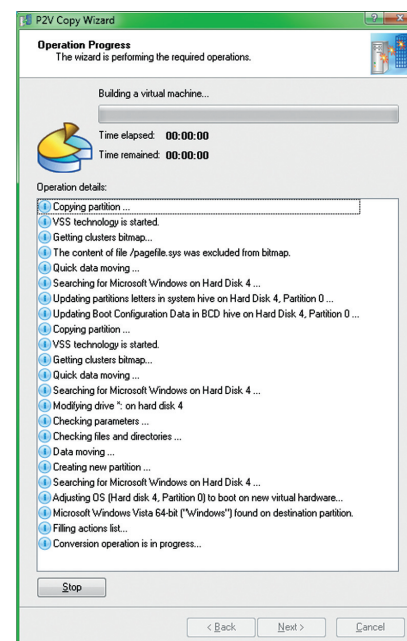 P2V Copy Wizard
Operation Progress
The wizard is performing the required operations.
Building a virtual machine...
Time elapsed: 00:00:00
Time remained: 00:00:00
Operation details:
Copying partition ...
VSS technology is started.
Getting clusters bitmap...
The content of file /pagefile.sys was excluded from bitmap.
Quick data moving ...
Searching for Microsoft Windows on Hard Disk 4 ...
Updating partitions letters in system hive on Hard Disk 4, Partition 0 ...
Updating Boot Configuration Data in BCD hive on Hard Disk 4, Partition 0 ...
Copying partition ...
VSS technology is started.
Getting clusters bitmap...
Quick data moving ...
Searching for Microsoft Windows on Hard Disk 4 ...
Modifying drive *: on hard disk 4
Checking parameters ...
Checking files and directories ...
Data moving ...
Creating new partition ...
Searching for Microsoft Windows on Hard Disk 4 ...
Adjusting OS (Hard disk 4, Partition 0) to boot on new virtual hardware...
Microsoft Windows Vista 64-bit ("Windows") found on destination partition.
Filling actions list...
Conversion operation is in progress...
Stop
< Back Next > Cancel